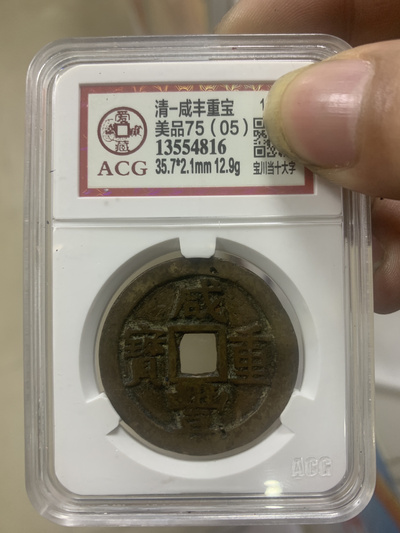 清一咸丰重宝
美品75(05)
13554816
35.7*2.1mm 12.9g
宝川当十大字
ACG
咸
豐
重
寶
ACG